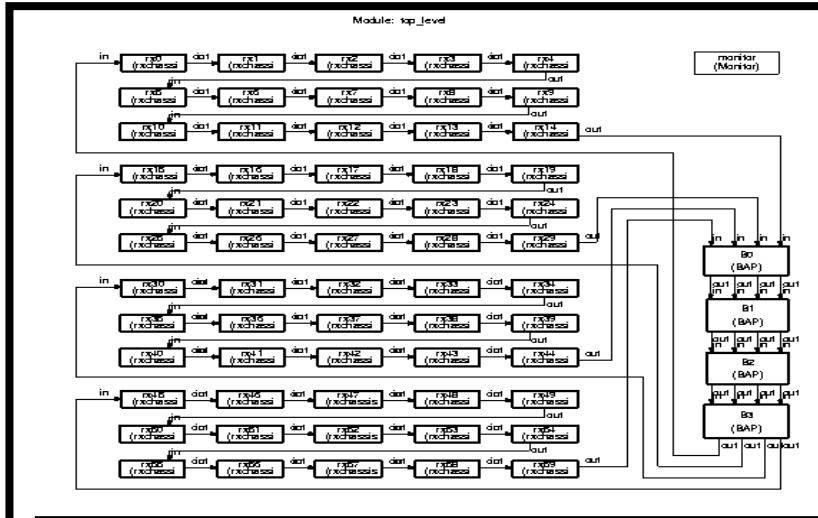 Module: top_level
in rx0 rx1 rx2 rx3 rx4
(rxchassi (rxchassi (rxchassi (rxchassi (rxchassi
monitor
(Monitor)
in out
rx5 rx6 rx7 rx8 rx9
(rxchassi (rxchassi (rxchassi (rxchassi (rxchassi
in out
rx10 rx11 rx12 rx13 rx14 out
(rxchassi (rxchassi (rxchassi (rxchassi (rxchassi
in rx15 rx16 rx17 rx18 rx19
(rxchassi (rxchassi (rxchassi (rxchassi (rxchassi
in out
rx20 rx21 rx22 rx23 rx24
(rxchassi (rxchassi (rxchassi (rxchassi (rxchassi
in out
rx25 rx26 rx27 rx28 rx29 out
(rxchassi (rxchassi (rxchassi (rxchassi (rxchassi
in in in in
B0
(BAP)
in rx30 rx31 rx32 rx33 rx34
(rxchassi (rxchassi (rxchassi (rxchassi (rxchassi
out out out out
in in in in
in out
B1
(BAP)
rx35 rx36 rx37 rx38 rx39
(rxchassi (rxchassi (rxchassi (rxchassi (rxchassi
in out
out out out out
in in in in
rx40 rx41 rx42 rx43 rx44 out
(rxchassi (rxchassi (rxchassi (rxchassi (rxchassi
B2
(BAP)
in rx45 rx46 rx47 rx48 rx49
(rxchassi (rxchassi (rxchassis (rxchassi (rxchassi
out out out out
in in in in
in out
B3
(BAP)
rx50 rx51 rx52 rx53 rx54
(rxchassi (rxchassi (rxchassis (rxchassi (rxchassi
in out
out out out out
rx55 rx56 rx57 rx58 rx59 out
(rxchassi (rxchassi (rxchassis (rxchassi (rxchassi